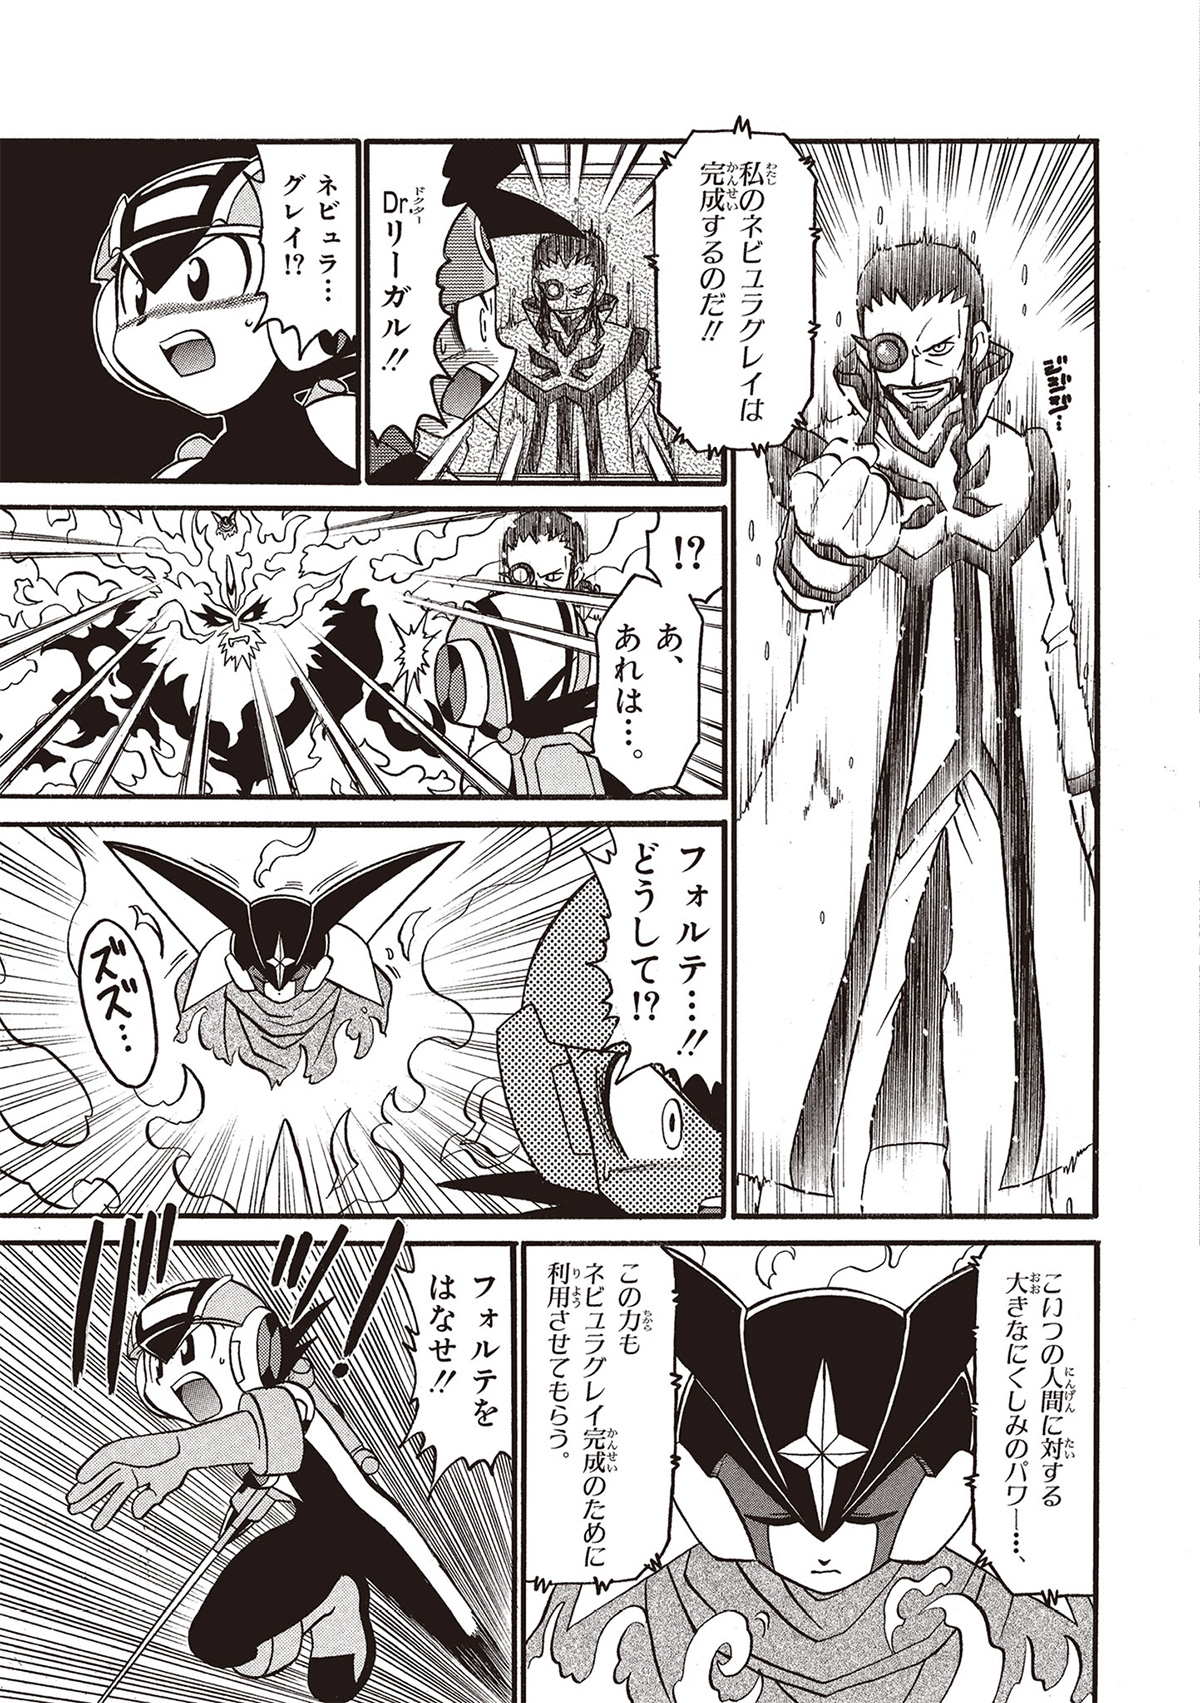 私のネビュラグレイは
完成するのだ!!
ジジジ…
Dr.リーガル!!
ネビュラ…
グレイ!?
!?
あ、
あれは…。
フォルテ…!!
どうして!?
ズズ…
こいつの人間に対する
大きなにくしみのパワー…、
この力も
ネビュラグレイ完成のために
利用させてもらう。
フォルテを
はなせ!!